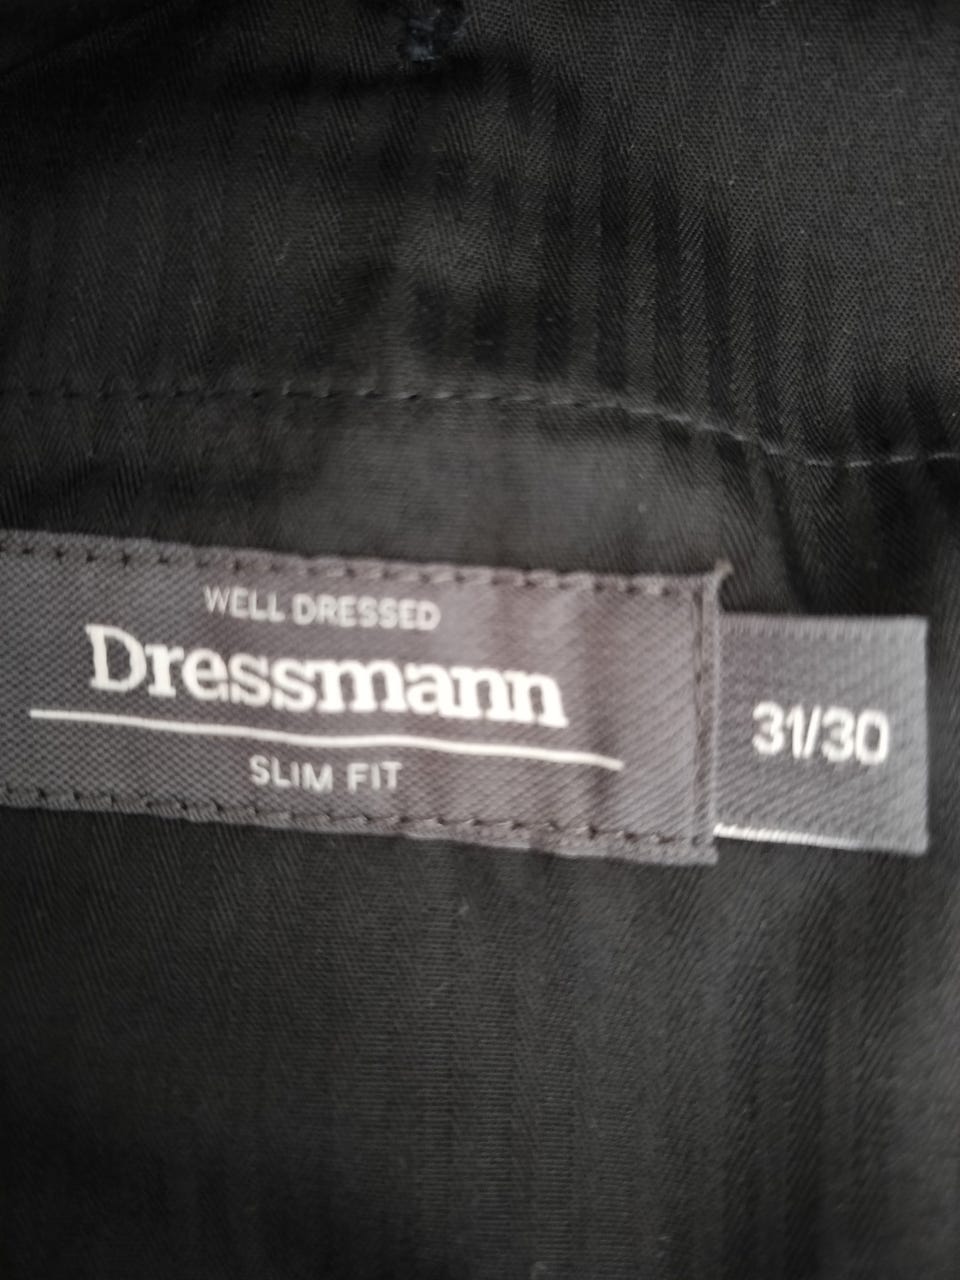 WELL DRESSED
Dressmann
SLIM FIT
31/30